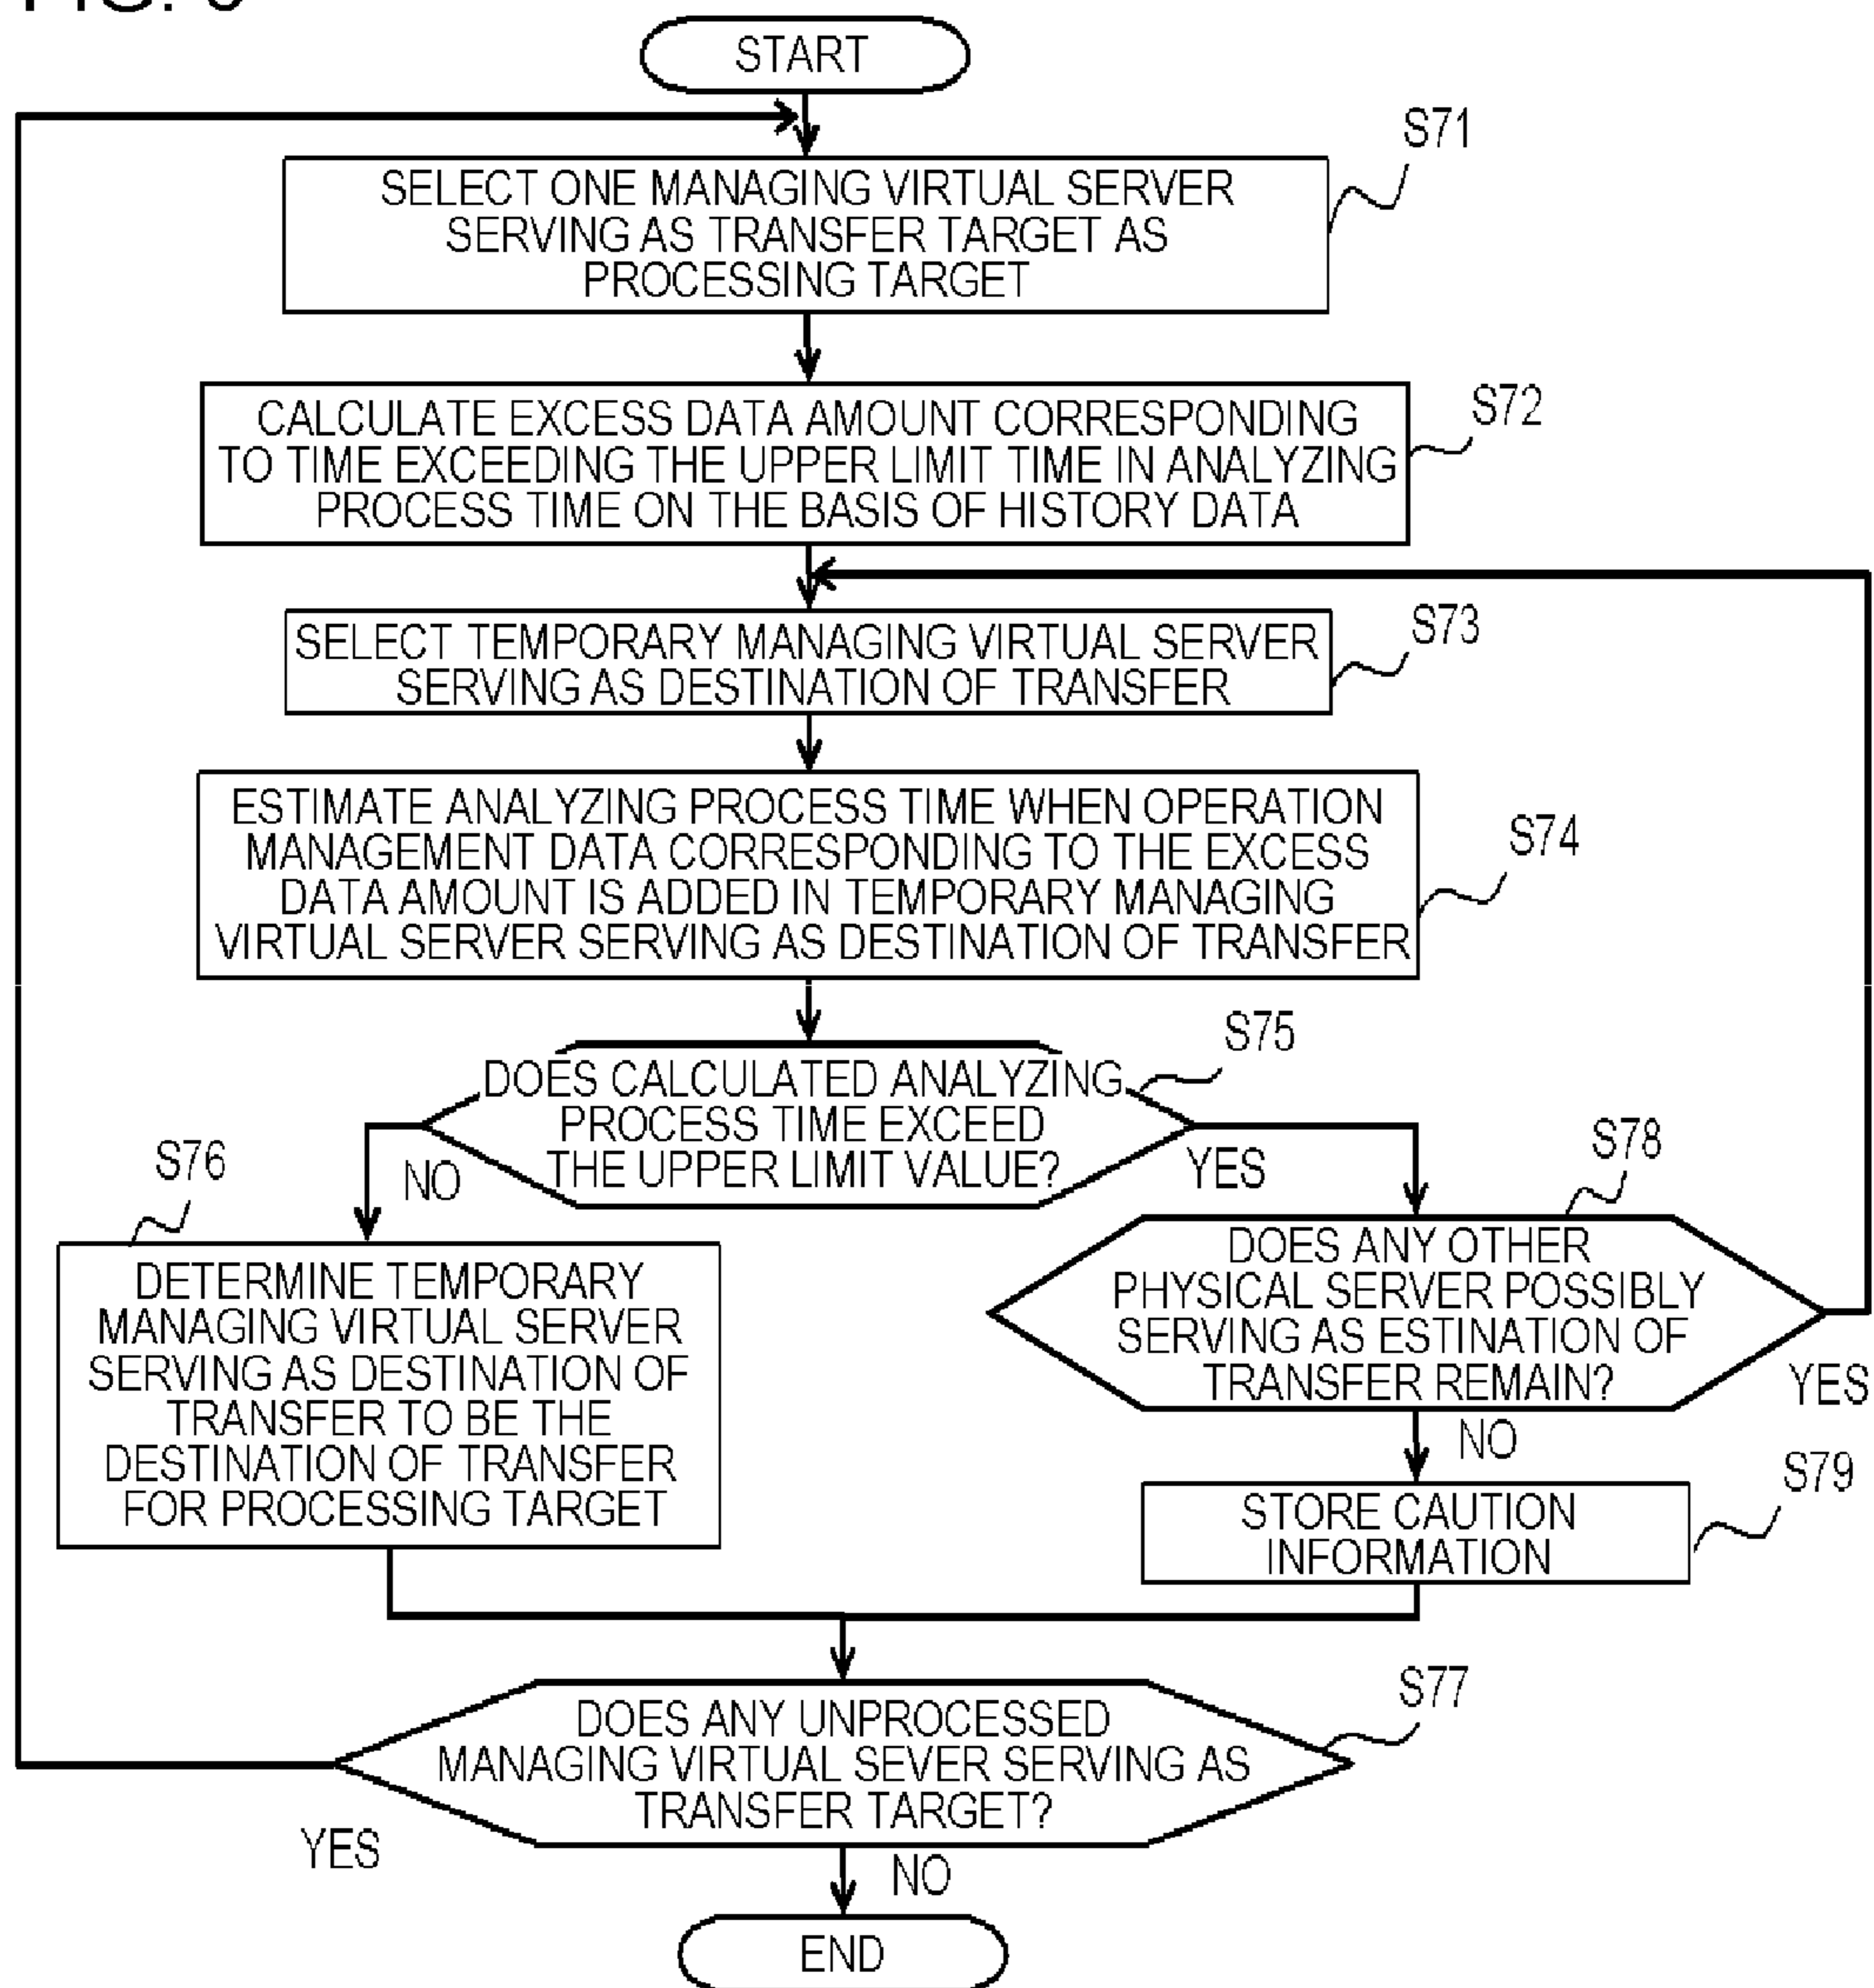 START
S71
SELECT ONE MANAGING VIRTUAL SERVER
SERVING AS TRANSFER TARGET AS
PROCESSING TARGET
S72
CALCULATE EXCESS DATA AMOUNT CORRESPONDING
TO TIME EXCEEDING THE UPPER LIMIT TIME IN ANALYZING
PROCESS TIME ON THE BASIS OF HISTORY DATA
S73
SELECT TEMPORARY MANAGING VIRTUAL SERVER
SERVING AS DESTINATION OF TRANSFER
S74
ESTIMATE ANALYZING PROCESS TIME WHEN OPERATION
MANAGEMENT DATA CORRESPONDING TO THE EXCESS
DATA AMOUNT IS ADDED IN TEMPORARY MANAGING
VIRTUAL SERVER SERVING AS DESTINATION OF TRANSFER
S75
DOES CALCULATED ANALYZING
PROCESS TIME EXCEED
THE UPPER LIMIT VALUE?
NO
YES
S76
DETERMINE TEMPORARY
MANAGING VIRTUAL SERVER
SERVING AS DESTINATION OF
TRANSFER TO BE THE
DESTINATION OF TRANSFER
FOR PROCESSING TARGET
S78
DOES ANY OTHER
PHYSICAL SERVER POSSIBLY
SERVING AS ESTINATION OF
TRANSFER REMAIN?
YES
NO
S79
STORE CAUTION
INFORMATION
S77
DOES ANY UNPROCESSED
MANAGING VIRTUAL SEVER SERVING AS
TRANSFER TARGET?
YES
NO
END